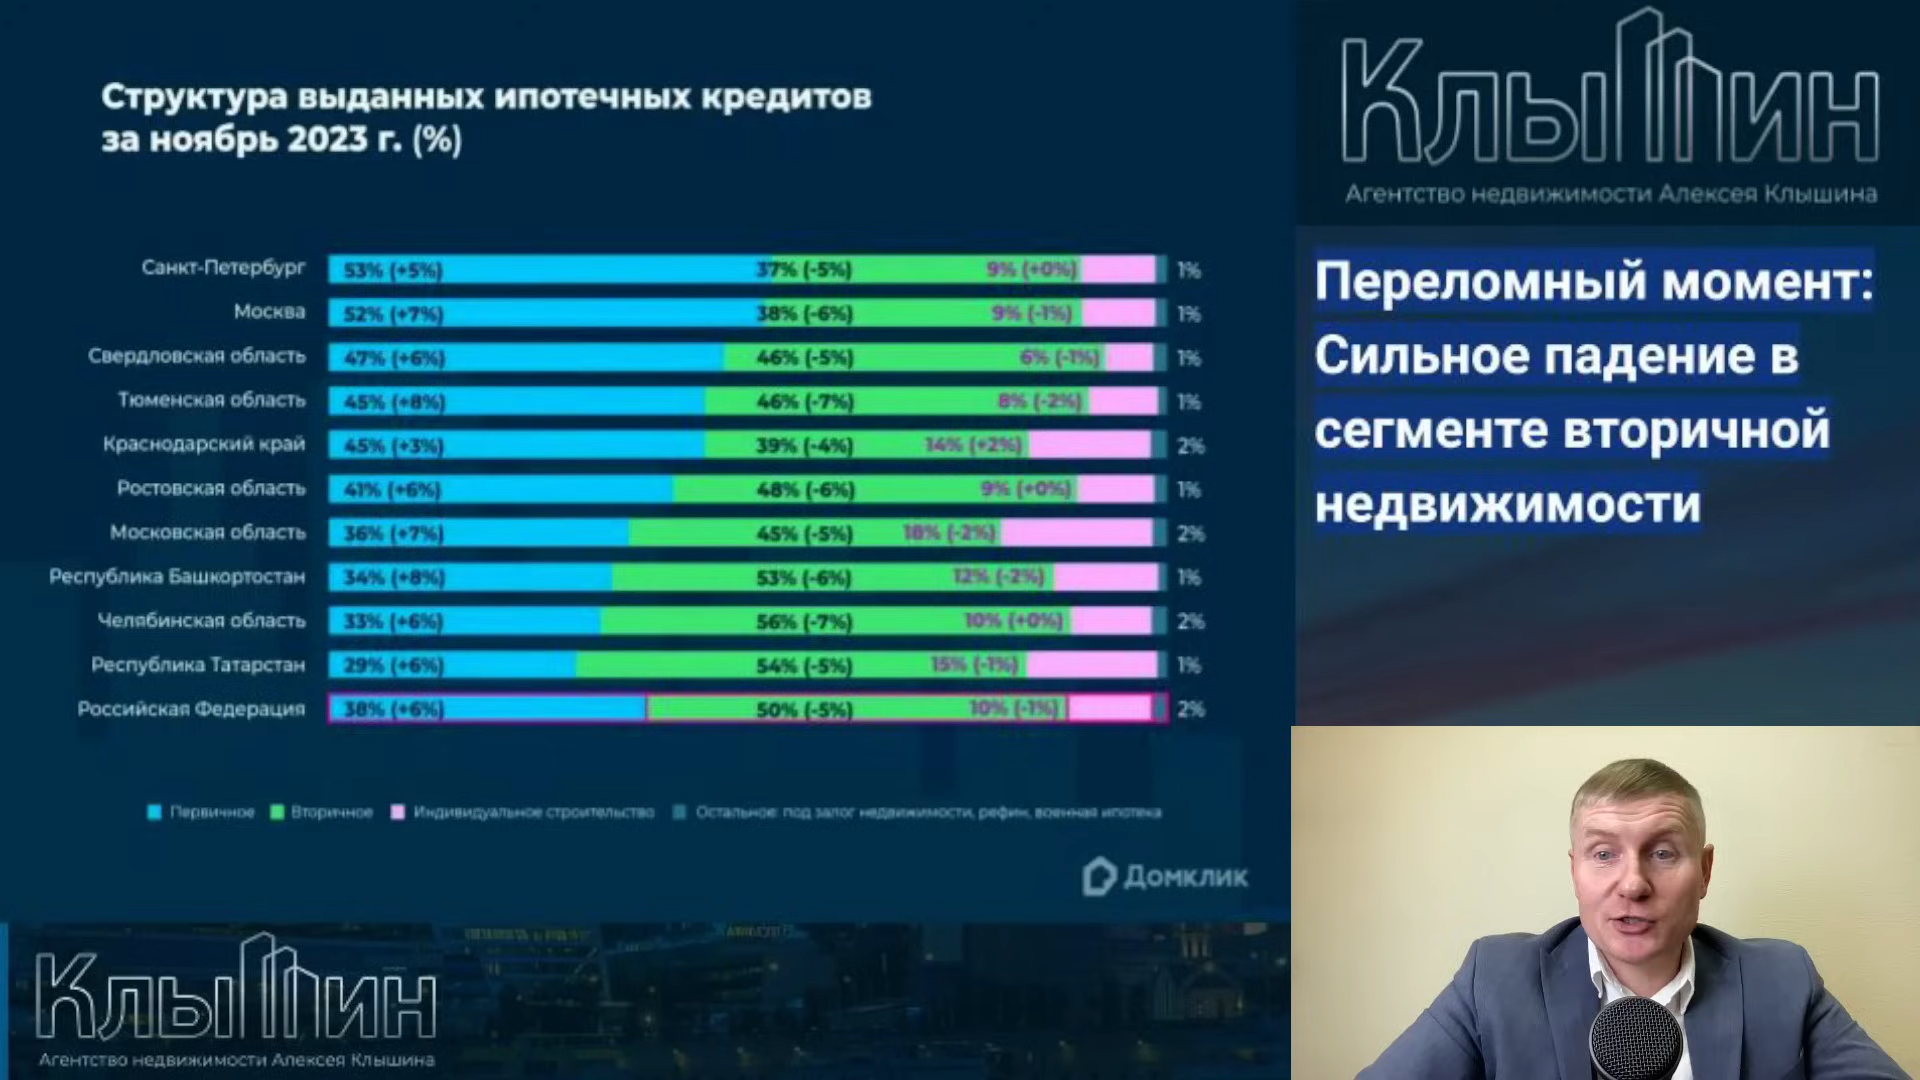 Структура выданных ипотечных кредитов
за ноябрь 2023 г. (%)
Санкт-Петербург 53% (+5%) 37% (-5%) 9% (+0%) 1%
Москва 52% (+7%) 38% (-6%) 9% (-1%) 1%
Свердловская область 47% (+6%) 46% (-5%) 6% (-1%) 1%
Тюменская область 45% (+8%) 46% (-7%) 8% (-2%) 1%
Краснодарский край 45% (+3%) 39% (-4%) 14% (+2%) 2%
Ростовская область 41% (+6%) 48% (-6%) 9% (+0%) 1%
Московская область 36% (+7%) 45% (-5%) 18% (-2%) 2%
Республика Башкортостан 34% (+8%) 53% (-6%) 12% (-2%) 1%
Челябинская область 33% (+6%) 56% (-7%) 10% (+0%) 2%
Республика Татарстан 29% (+6%) 54% (-5%) 15% (-1%) 1%
Российская Федерация 38% (+6%) 50% (-5%) 10% (-1%) 2%
Первичное Вторичное Индивидуальное строительство Остальное: под залог недвижимости, рефин, военная ипотека
Домклик
Клышин
Агентство недвижимости Алексея Клышина
Клышин
Агентство недвижимости Алексея Клышина
Переломный момент:
Сильное падение в
сегменте вторичной
недвижимости